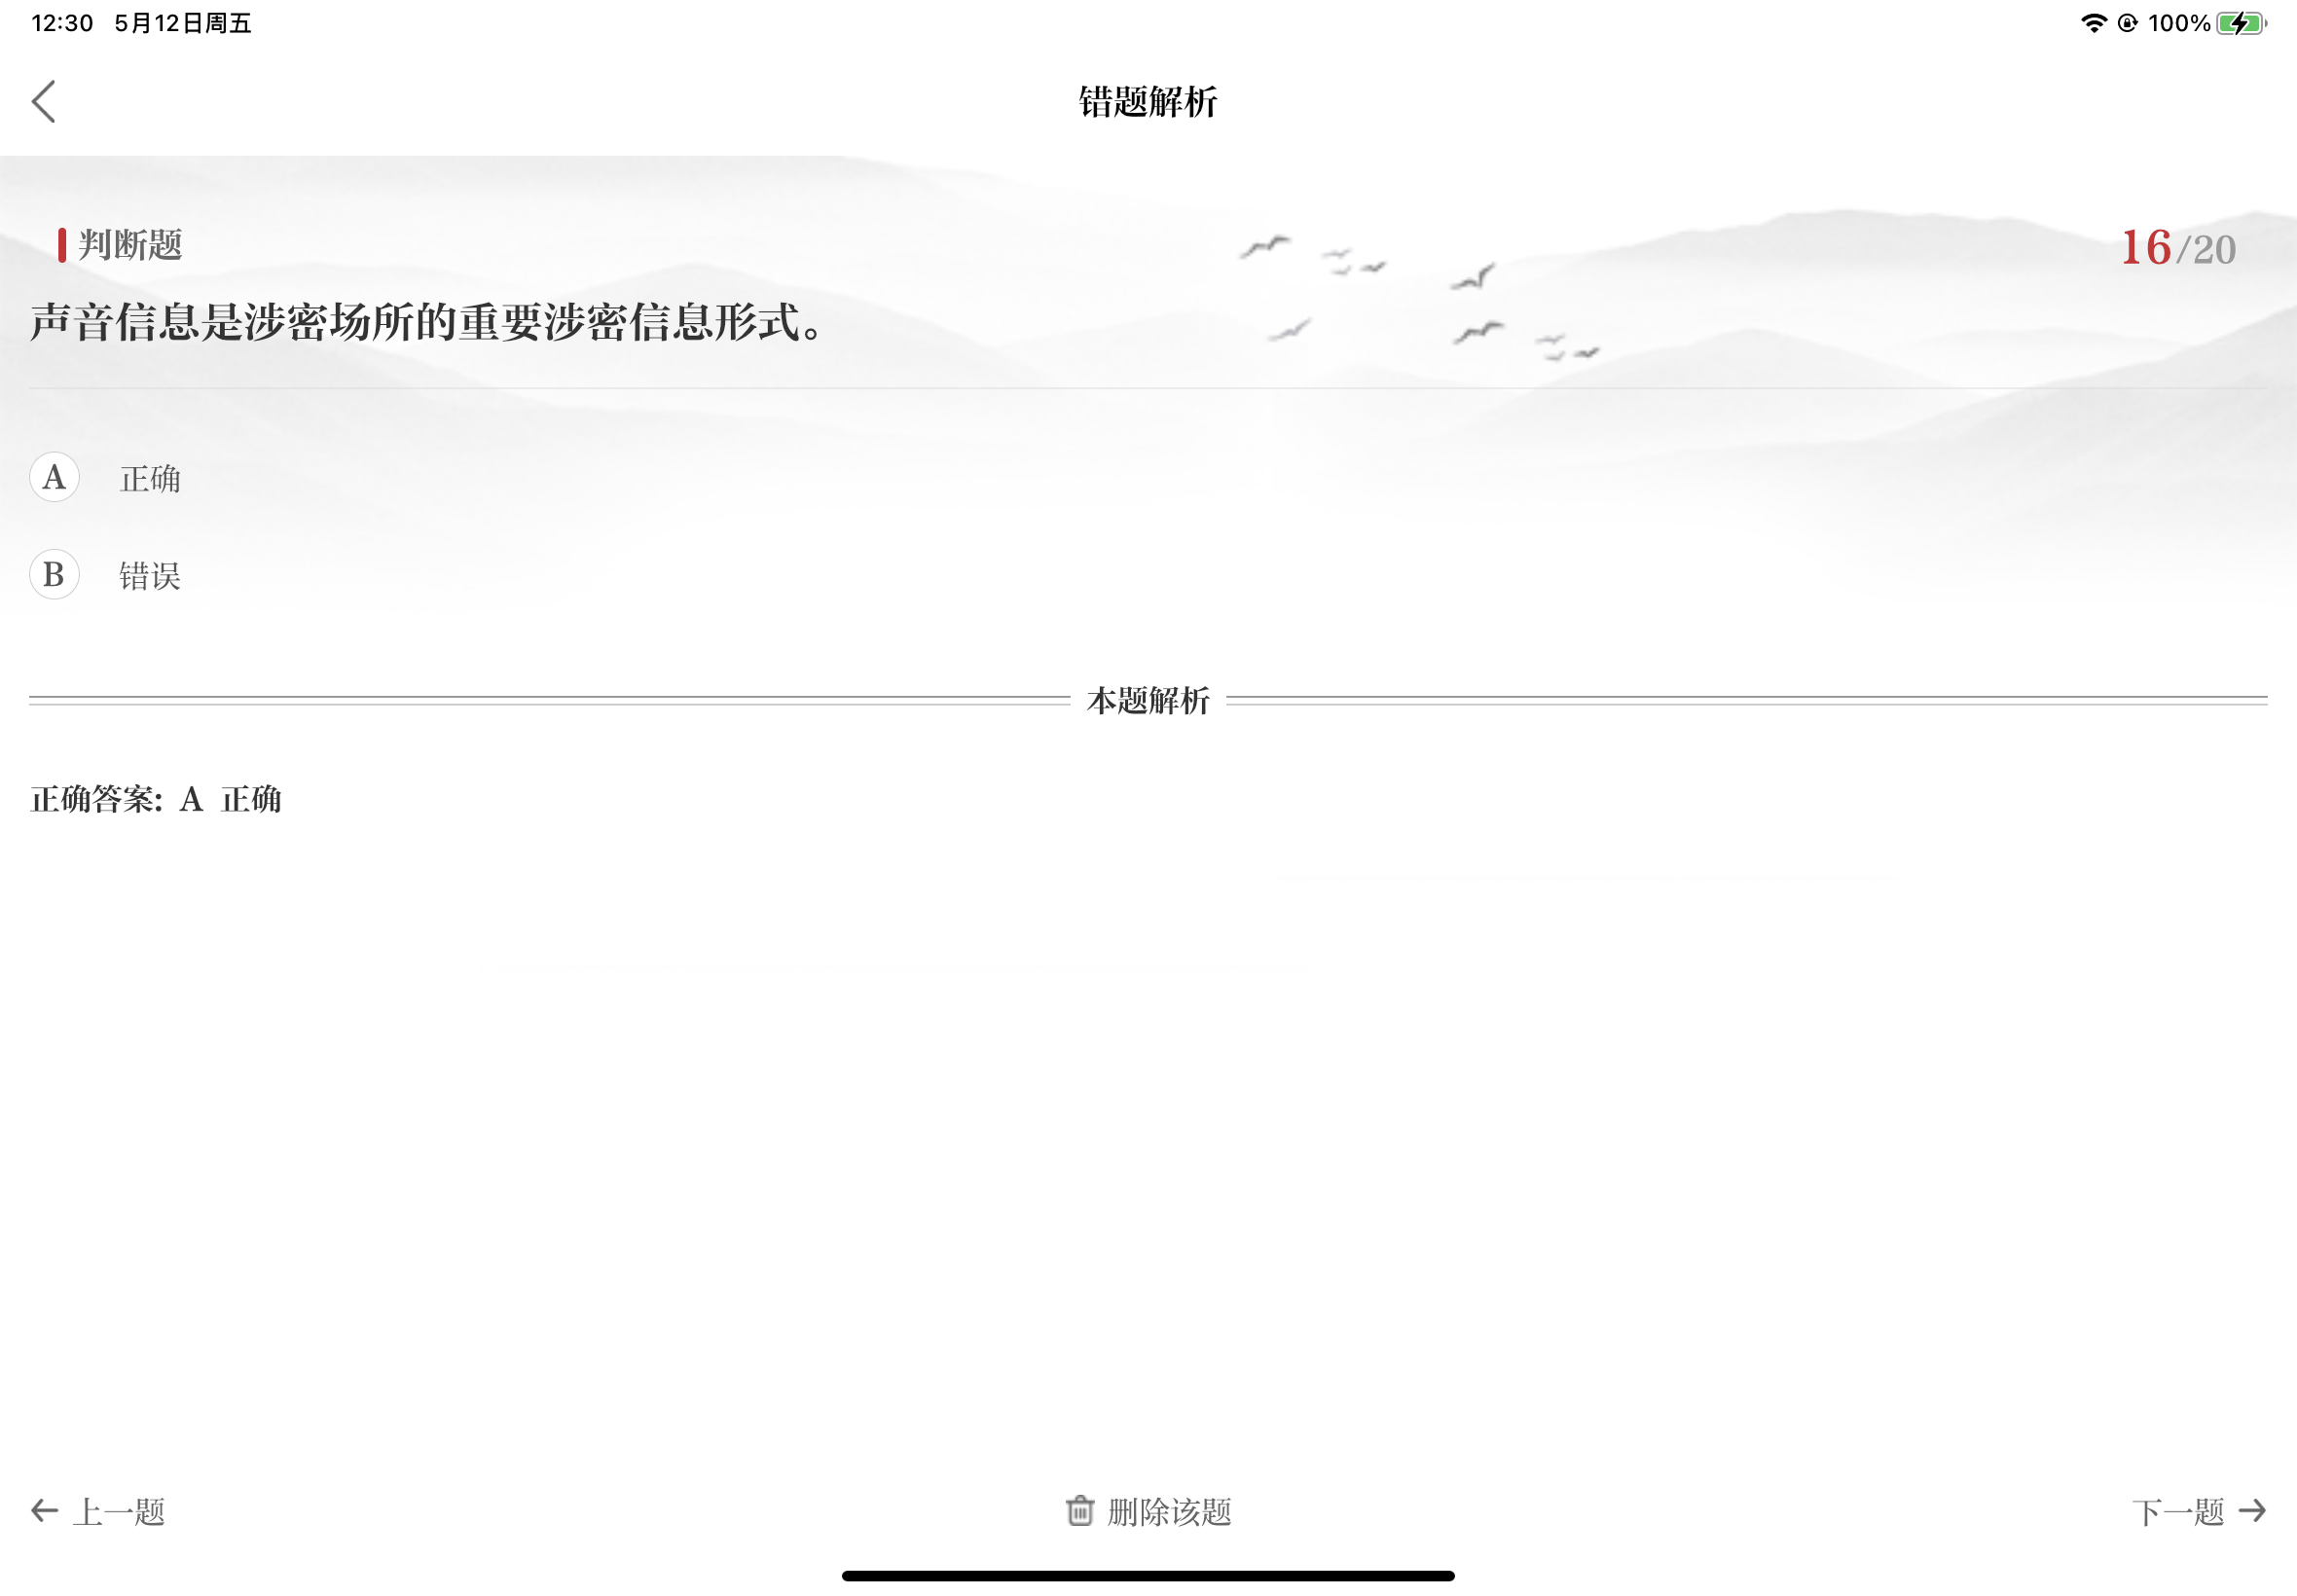 12:30 5月12日周五
100%
错题解析
判断题
16/20
声音信息是涉密场所的重要涉密信息形式。
A 正确
B 错误
本题解析
正确答案: A 正确
上一题
删除该题
下一题